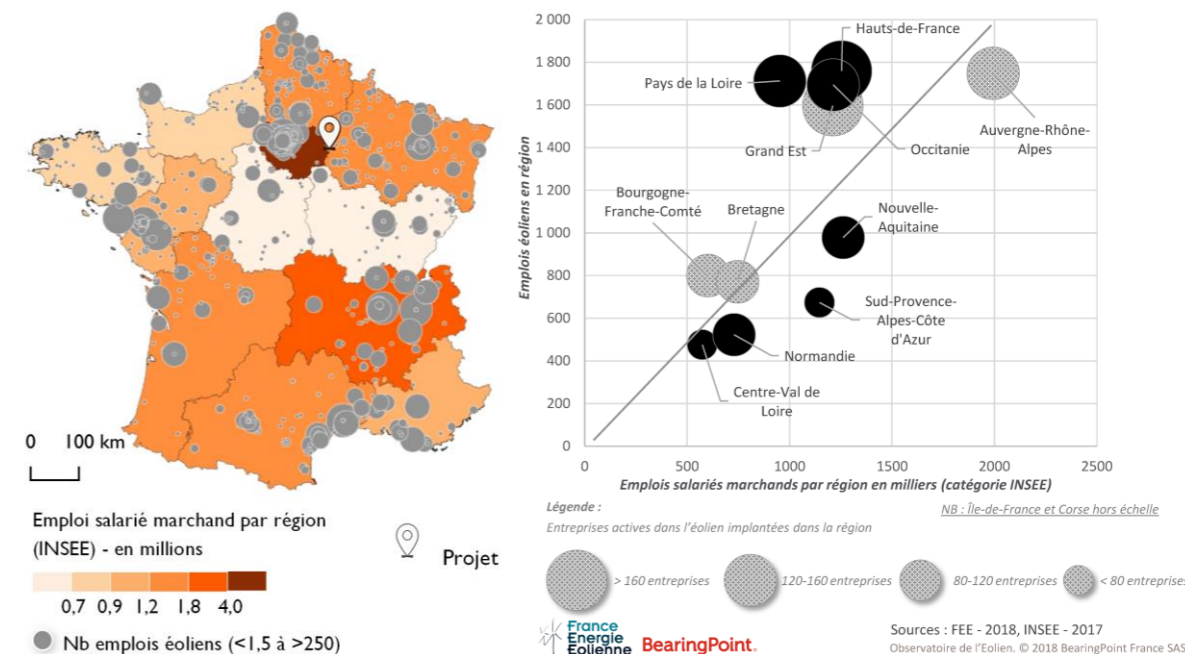 0 100 km
Emploi salarié marchand par région
(INSEE) - en millions
0,7 0,9 1,2 1,8 4,0
Nb emplois éoliens (<1,5 à >250)
Projet
Emplois éoliens en région
2 000
1 800
1 600
1 400
1 200
1 000
800
600
400
200
0
0 500 1000 1500 2000 2500
Emplois salariés marchands par région en milliers (catégorie INSEE)
Hauts-de-France
Pays de la Loire
Grand Est
Occitanie
Auvergne-Rhône-
Alpes
Bourgogne-
Franche-Comté
Bretagne
Nouvelle-
Aquitaine
Sud-Provence-
Alpes-Côte
d'Azur
Normandie
Centre-Val de
Loire
Légende :
NB : Île-de-France et Corse hors échelle
Entreprises actives dans l'éolien implantées dans la région
> 160 entreprises
120-160 entreprises
80-120 entreprises
< 80 entreprises
France
Energie
Eolienne
BearingPoint.
Sources : FEE - 2018, INSEE - 2017
Observatoire de l'Eolien. © 2018 BearingPoint France SAS